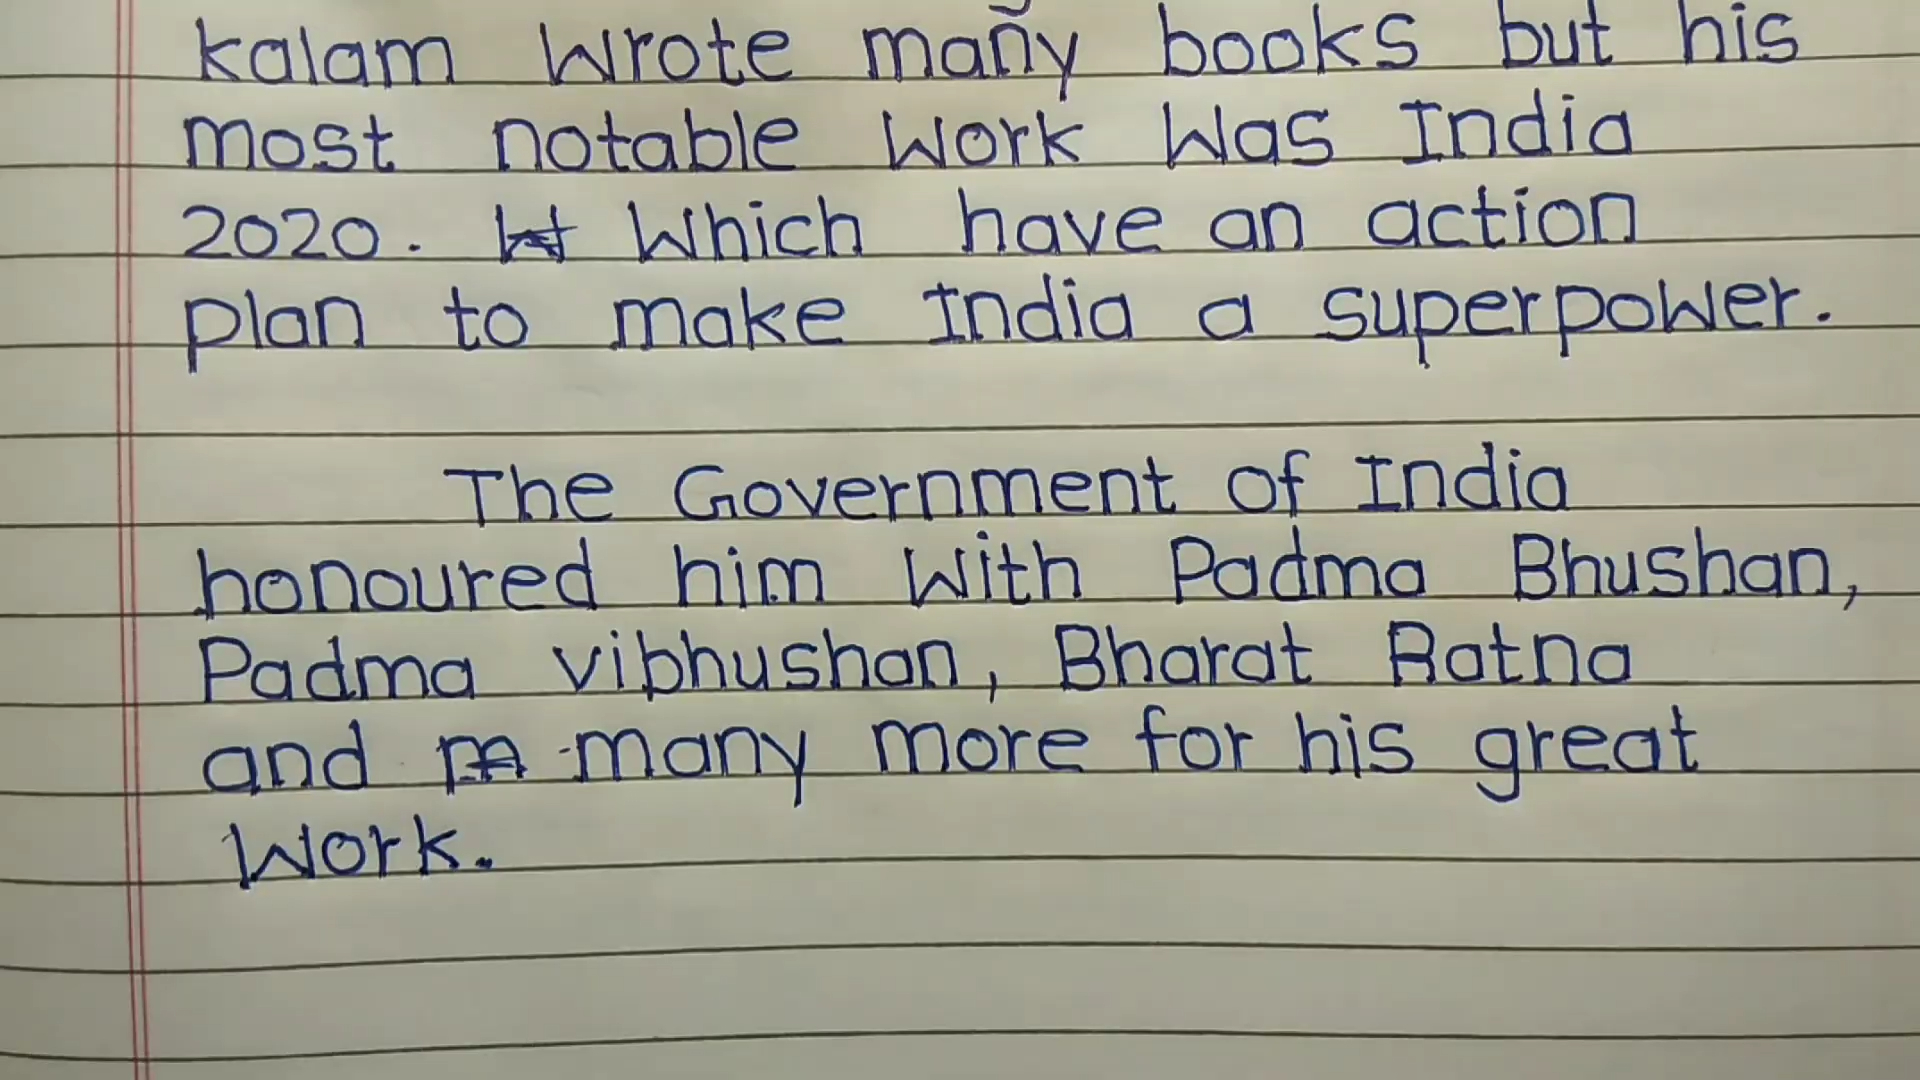 kalam wrote many books but his
most notable work was India
2020. Which have an action
plan to make India a superpower.
The Government of India
honoured him with Padma Bhushan,
Padma vibhushan, Bharat Ratna
and many more for his great
work.